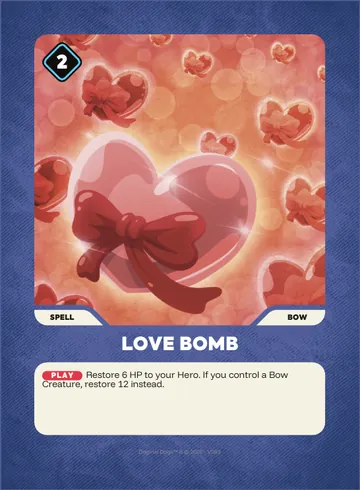 2
SPELL
BOW
LOVE BOMB
PLAY Restore 6 HP to your Hero. If you control a Bow
Creature, restore 12 instead.